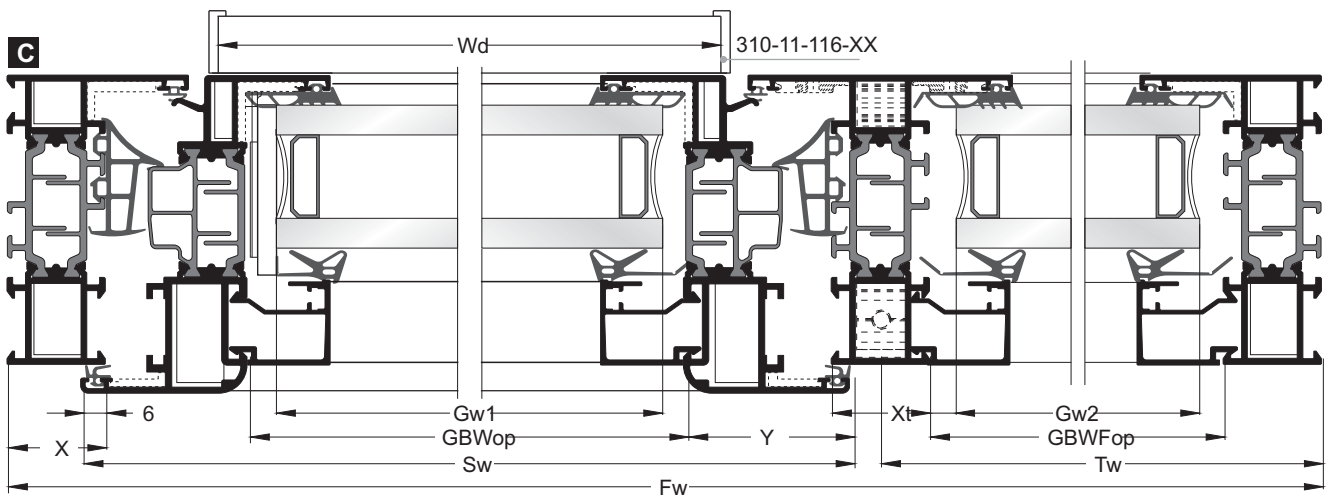 Wd
310-11-116-XX
C
6
Gw1
Xt
Gw2
X
GBWop
Y
GBWFop
Sw
Tw
Fw